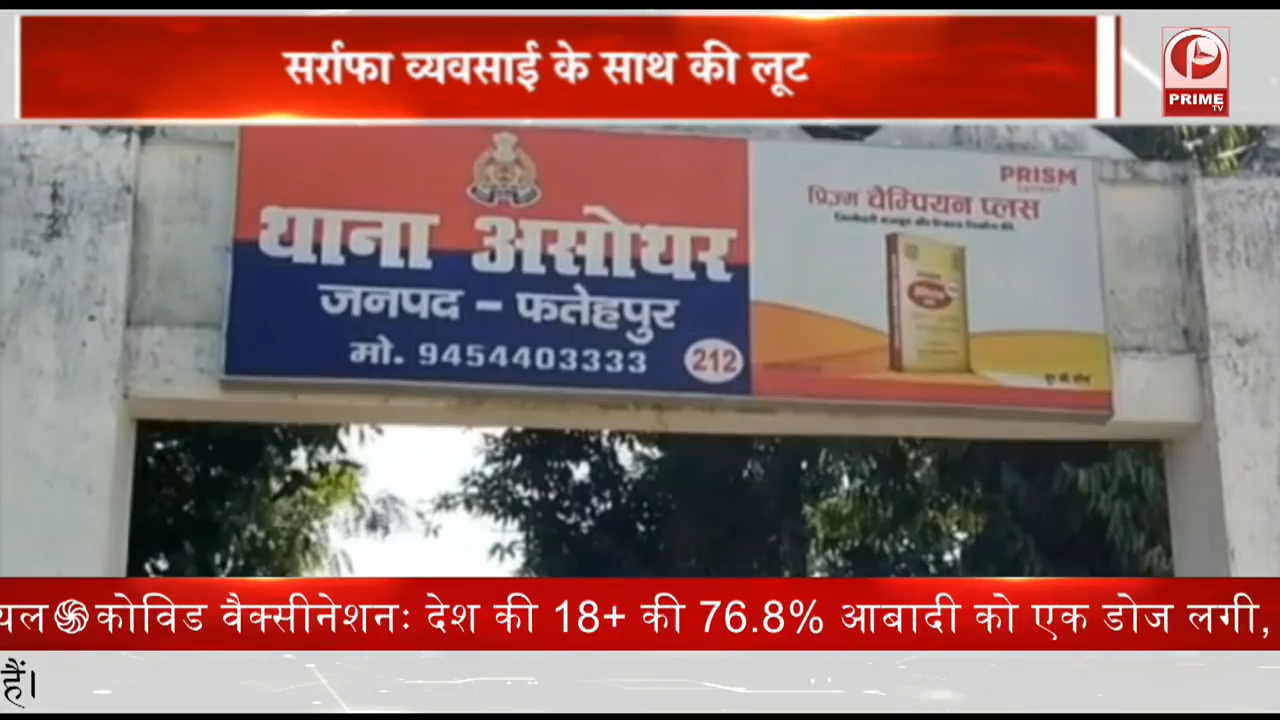 सर्राफा व्यवसाई के साथ की लूट
PRIME
TV
थाना असोथर
जनपद - फतेहपुर
मो. 9454403333
212
PRISM
प्रिज़्म चैम्पियन प्लस
यल कोविड वैक्सीनेशनः देश की 18+ की 76.8% आबादी को एक डोज लगी,
हैं।